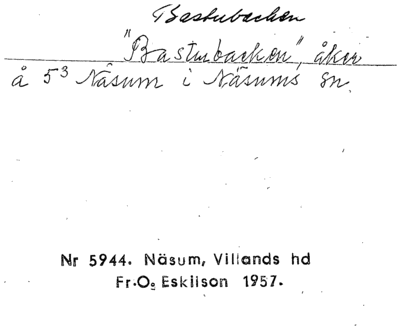 Bastubacken
"Bastubacken", åker
å 5³ Näsum i Näsums sn.
Nr 5944. Näsum, Villands hd
Fr.O. Eskilson 1957.